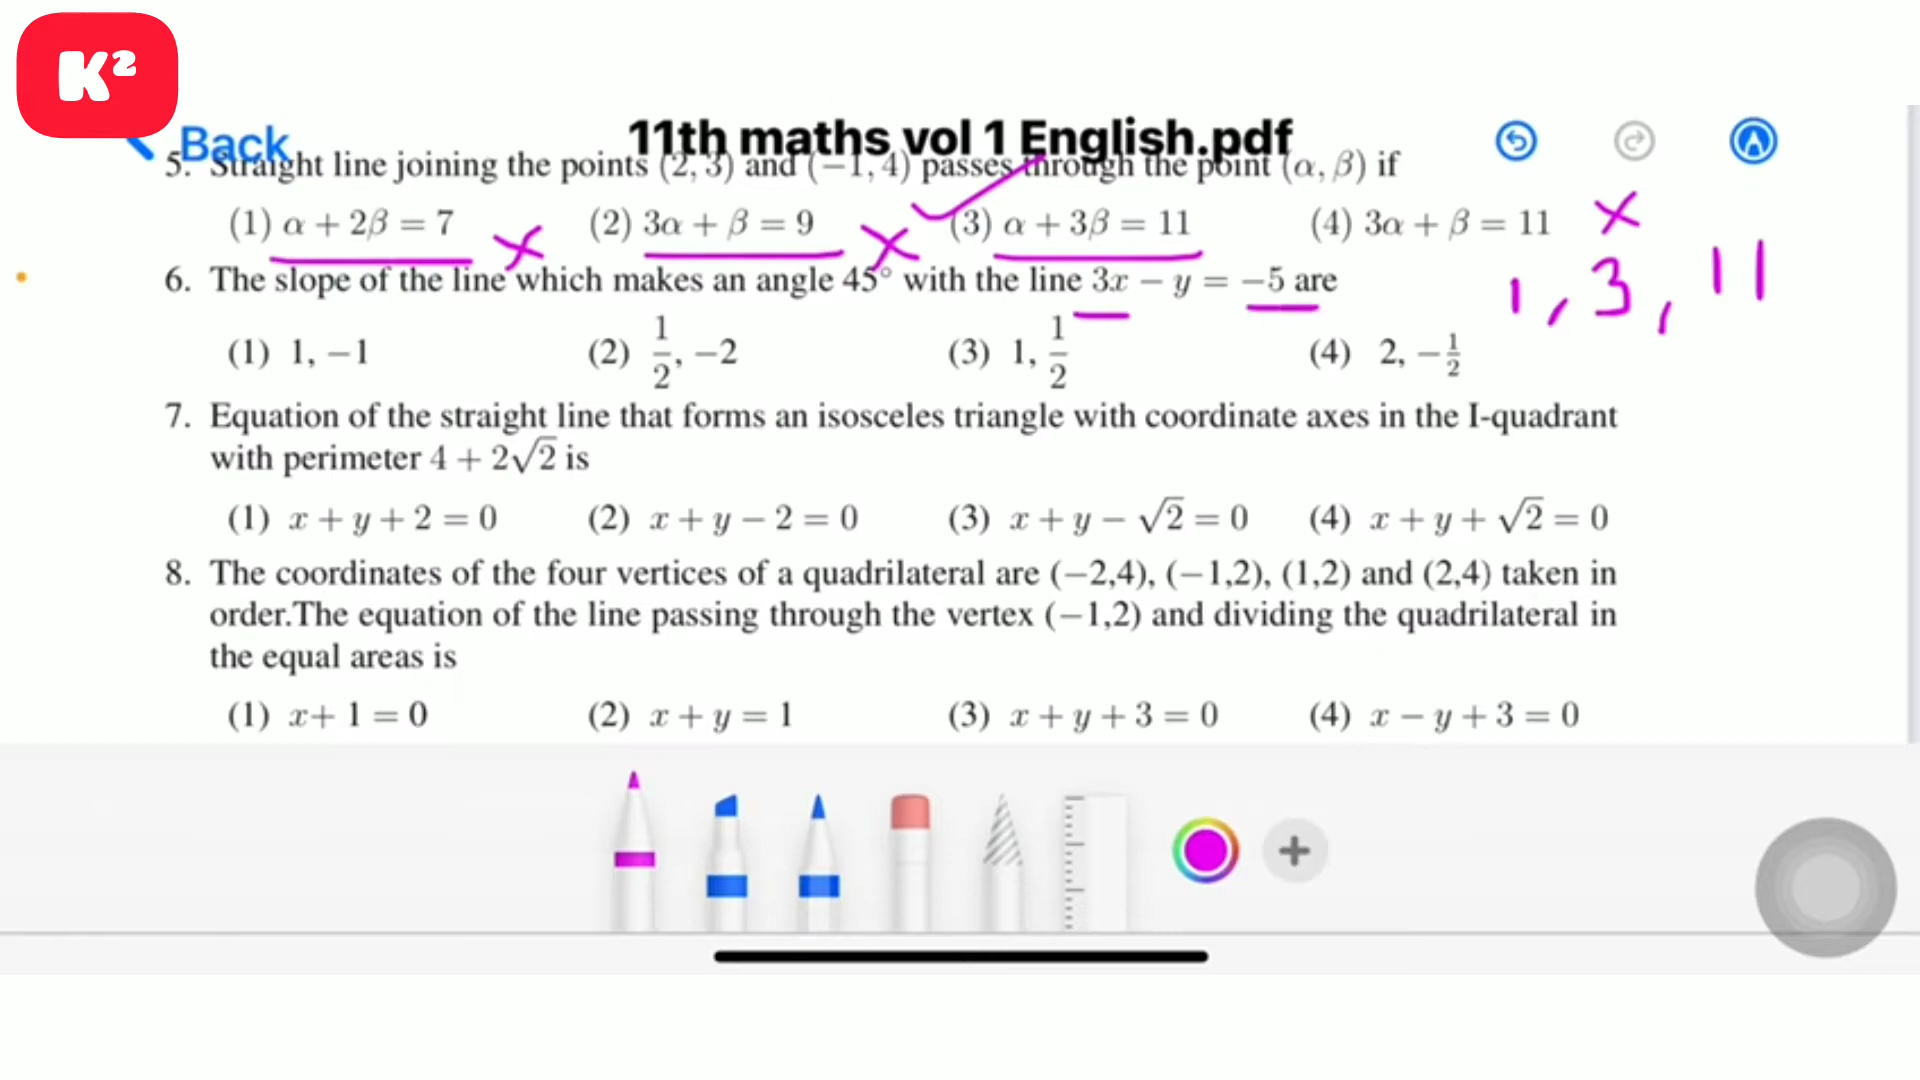 K²
Back
11th maths vol 1 English.pdf
5. Straight line joining the points (2, 3) and (−1, 4) passes through the point (α, β) if
(1) α + 2β = 7 (2) 3α + β = 9 (3) α + 3β = 11 (4) 3α + β = 11
6. The slope of the line which makes an angle 45° with the line 3x − y = −5 are
1, 3, 11
(1) 1, −1 (2) 1/2, −2 (3) 1, 1/2 (4) 2, −1/2
7. Equation of the straight line that forms an isosceles triangle with coordinate axes in the I-quadrant
with perimeter 4 + 2√2 is
(1) x + y + 2 = 0 (2) x + y − 2 = 0 (3) x + y − √2 = 0 (4) x + y + √2 = 0
8. The coordinates of the four vertices of a quadrilateral are (−2,4), (−1,2), (1,2) and (2,4) taken in
order.The equation of the line passing through the vertex (−1,2) and dividing the quadrilateral in
the equal areas is
(1) x+ 1 = 0 (2) x + y = 1 (3) x + y + 3 = 0 (4) x − y + 3 = 0